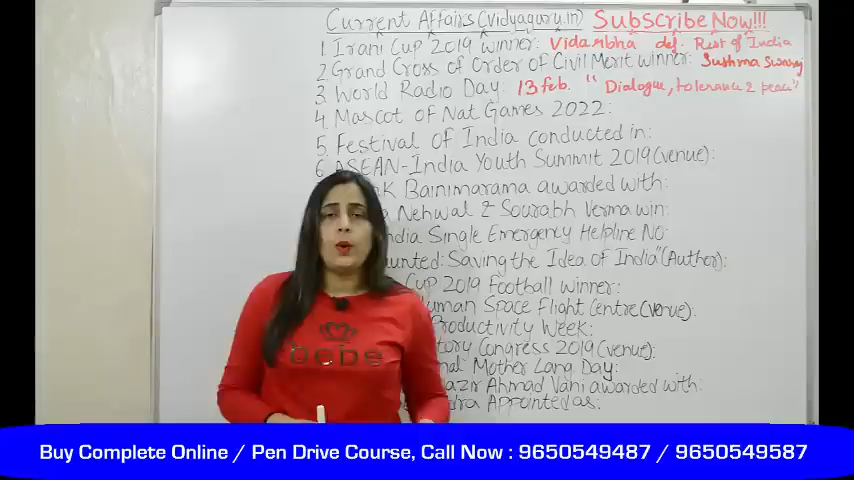 Current Affairs (Vidyaguru.in) Subscribe Now!!!
1. Irani Cup 2019 winner: Vidarbha def. Rest of India
2. Grand Cross of Order of Civil Merit winner: Sushma Swaraj
3. World Radio Day: 13 feb. "Dialogue, tolerance & peace"
4. Mascot of Nat Games 2022:
5. Festival of India conducted in:
6. ASEAN-India Youth Summit 2019 (venue):
Bainimarama awarded with:
Nehwal & Sourabh Verma win:
India Single Emergency Helpline No.
Saving the Idea of India" (Author):
Cup 2019 Football winner:
Human Space Flight Centre (venue):
Productivity Week:
Congress 2019 (venue):
Mother Lang Day:
Ahmad Vani awarded with:
Appointed as:
BEBE
Buy Complete Online / Pen Drive Course, Call Now : 9650549487 / 9650549587